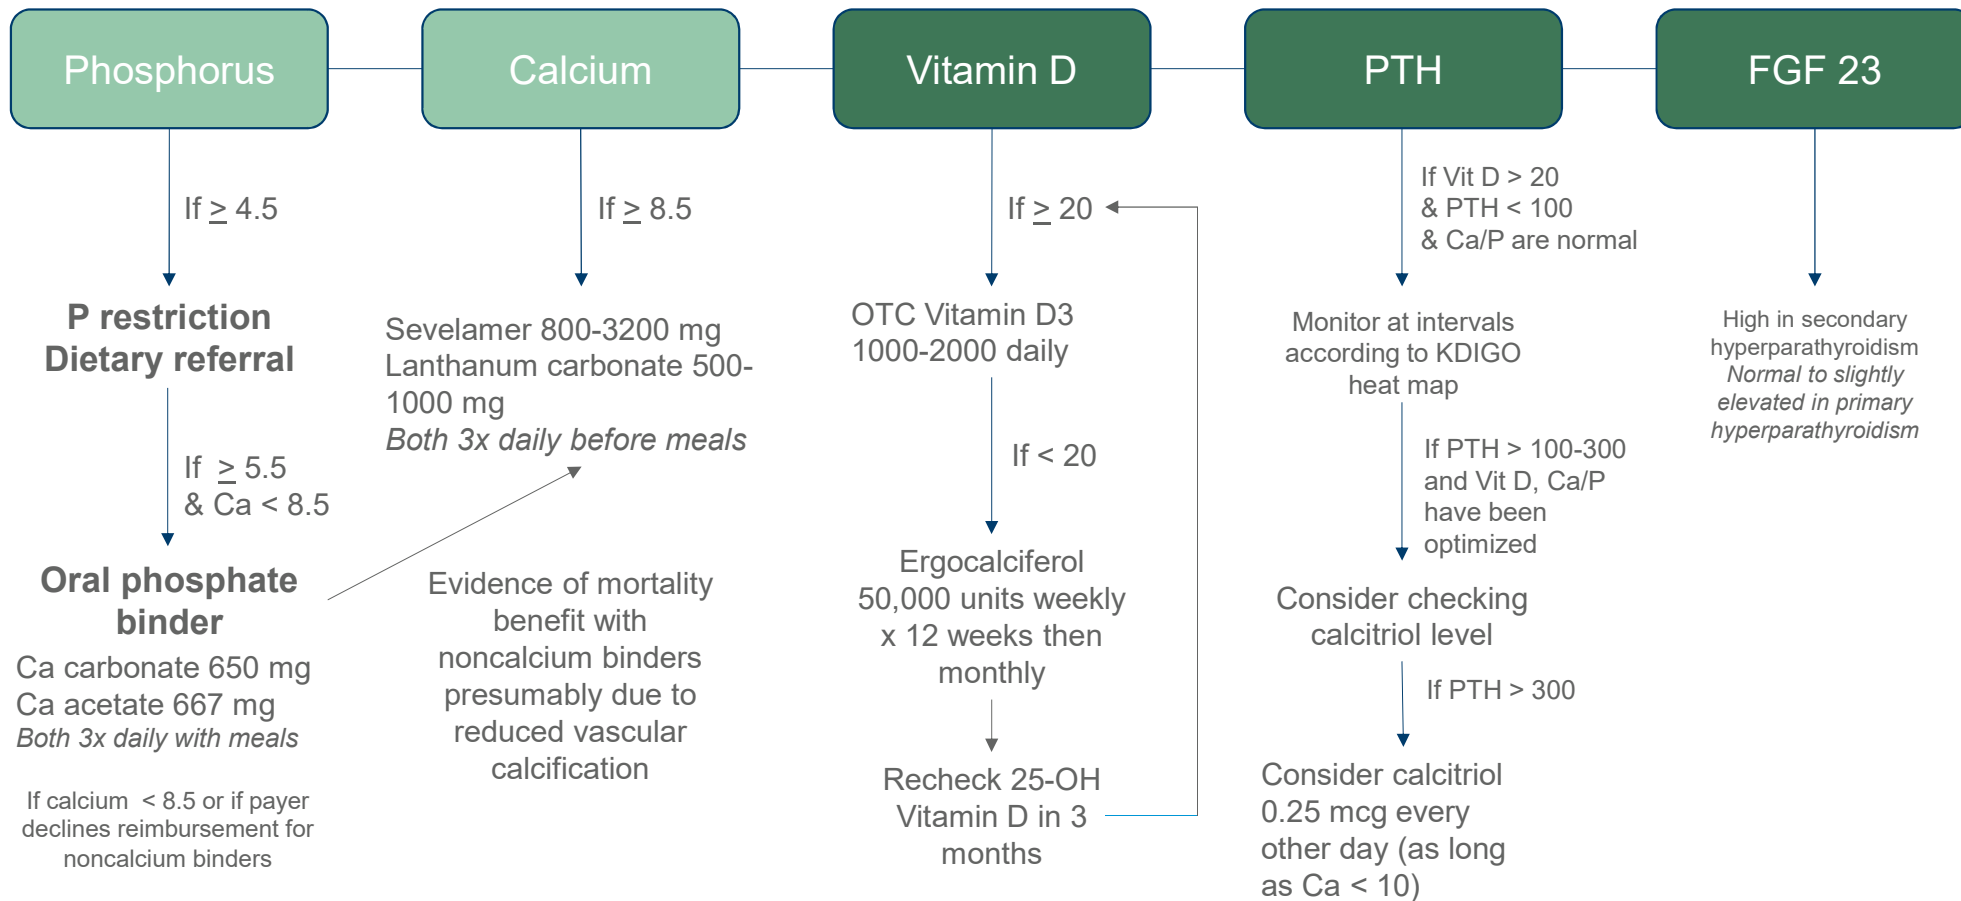 Phosphorus
Calcium
Vitamin D
PTH
FGF 23
If ≥ 4.5
P restriction
Dietary referral
If ≥ 5.5
& Ca < 8.5
Oral phosphate
binder
Ca carbonate 650 mg
Ca acetate 667 mg
Both 3x daily with meals
If calcium < 8.5 or if payer
declines reimbursement for
noncalcium binders
If ≥ 8.5
Sevelamer 800-3200 mg
Lanthanum carbonate 500-
1000 mg
Both 3x daily before meals
Evidence of mortality
benefit with
noncalcium binders
presumably due to
reduced vascular
calcification
If ≥ 20
OTC Vitamin D3
1000-2000 daily
If < 20
Ergocalciferol
50,000 units weekly
x 12 weeks then
monthly
Recheck 25-OH
Vitamin D in 3
months
If Vit D > 20
& PTH < 100
& Ca/P are normal
Monitor at intervals
according to KDIGO
heat map
If PTH > 100-300
and Vit D, Ca/P
have been
optimized
Consider checking
calcitriol level
If PTH > 300
Consider calcitriol
0.25 mcg every
other day (as long
as Ca < 10)
High in secondary
hyperparathyroidism
Normal to slightly
elevated in primary
hyperparathyroidism